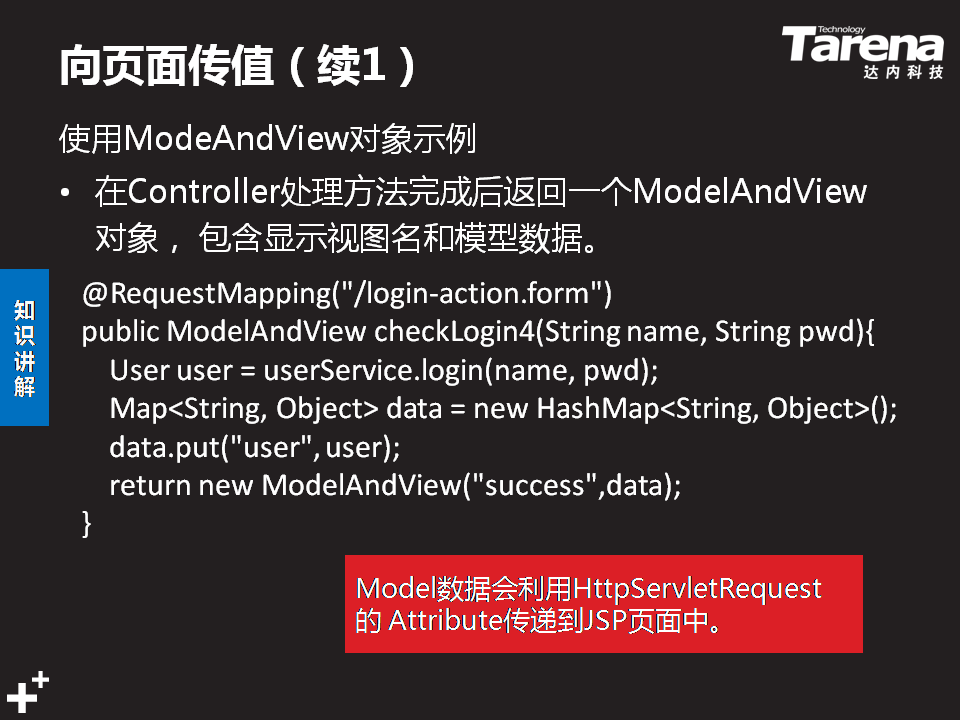 向页面传值（续1）
Technology
Tarena
达内科技
使用ModeAndView对象示例
• 在Controller处理方法完成后返回一个ModelAndView
对象， 包含显示视图名和模型数据。
知识讲解
@RequestMapping("/login-action.form")
public ModelAndView checkLogin4(String name, String pwd){
User user = userService.login(name, pwd);
Map<String, Object> data = new HashMap<String, Object>();
data.put("user", user);
return new ModelAndView("success",data);
}
Model数据会利用HttpServletRequest
的 Attribute传递到JSP页面中。